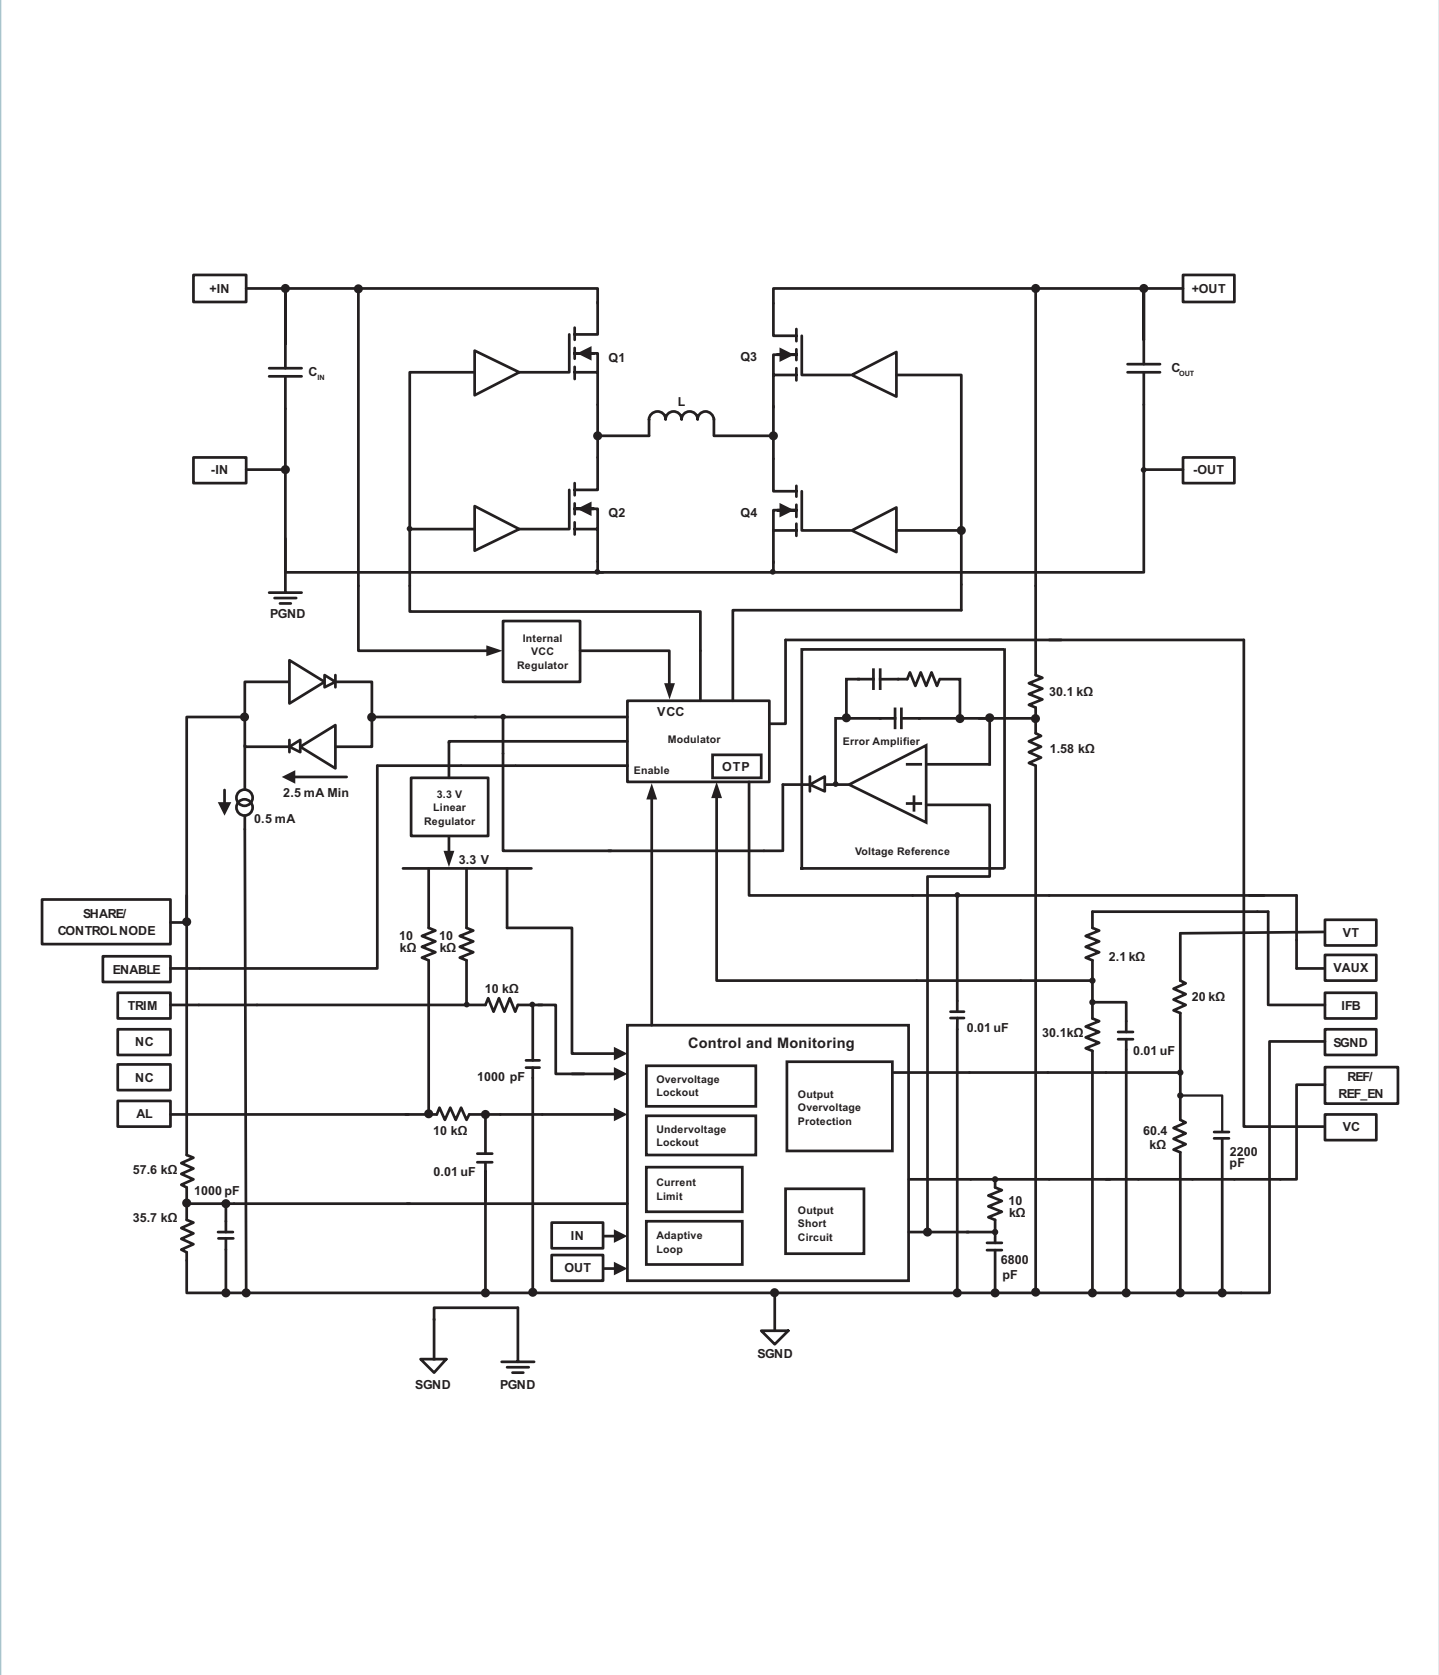 +IN
+OUT
Q1
Q3
C IN
C OUT
L
-IN
-OUT
Q2
Q4
PGND
Internal
VCC
Regulator
VCC
Modulator
Enable
OTP
30.1 kΩ
1.58 kΩ
Error Amplifier
Voltage Reference
2.5 mA Min
0.5 mA
3.3 V
Linear
Regulator
3.3 V
SHARE/
CONTROL NODE
ENABLE
TRIM
NC
NC
AL
10
kΩ
10
kΩ
10 kΩ
1000 pF
10 kΩ
0.01 uF
57.6 kΩ
1000 pF
35.7 kΩ
IN
OUT
Control and Monitoring
Overvoltage
Lockout
Undervoltage
Lockout
Current
Limit
Adaptive
Loop
Output
Overvoltage
Protection
Output
Short
Circuit
0.01 uF
2.1 kΩ
30.1kΩ
0.01 uF
20 kΩ
60.4
kΩ
2200
pF
10
kΩ
6800
pF
VT
VAUX
IFB
SGND
REF/
REF_EN
VC
SGND
SGND
PGND